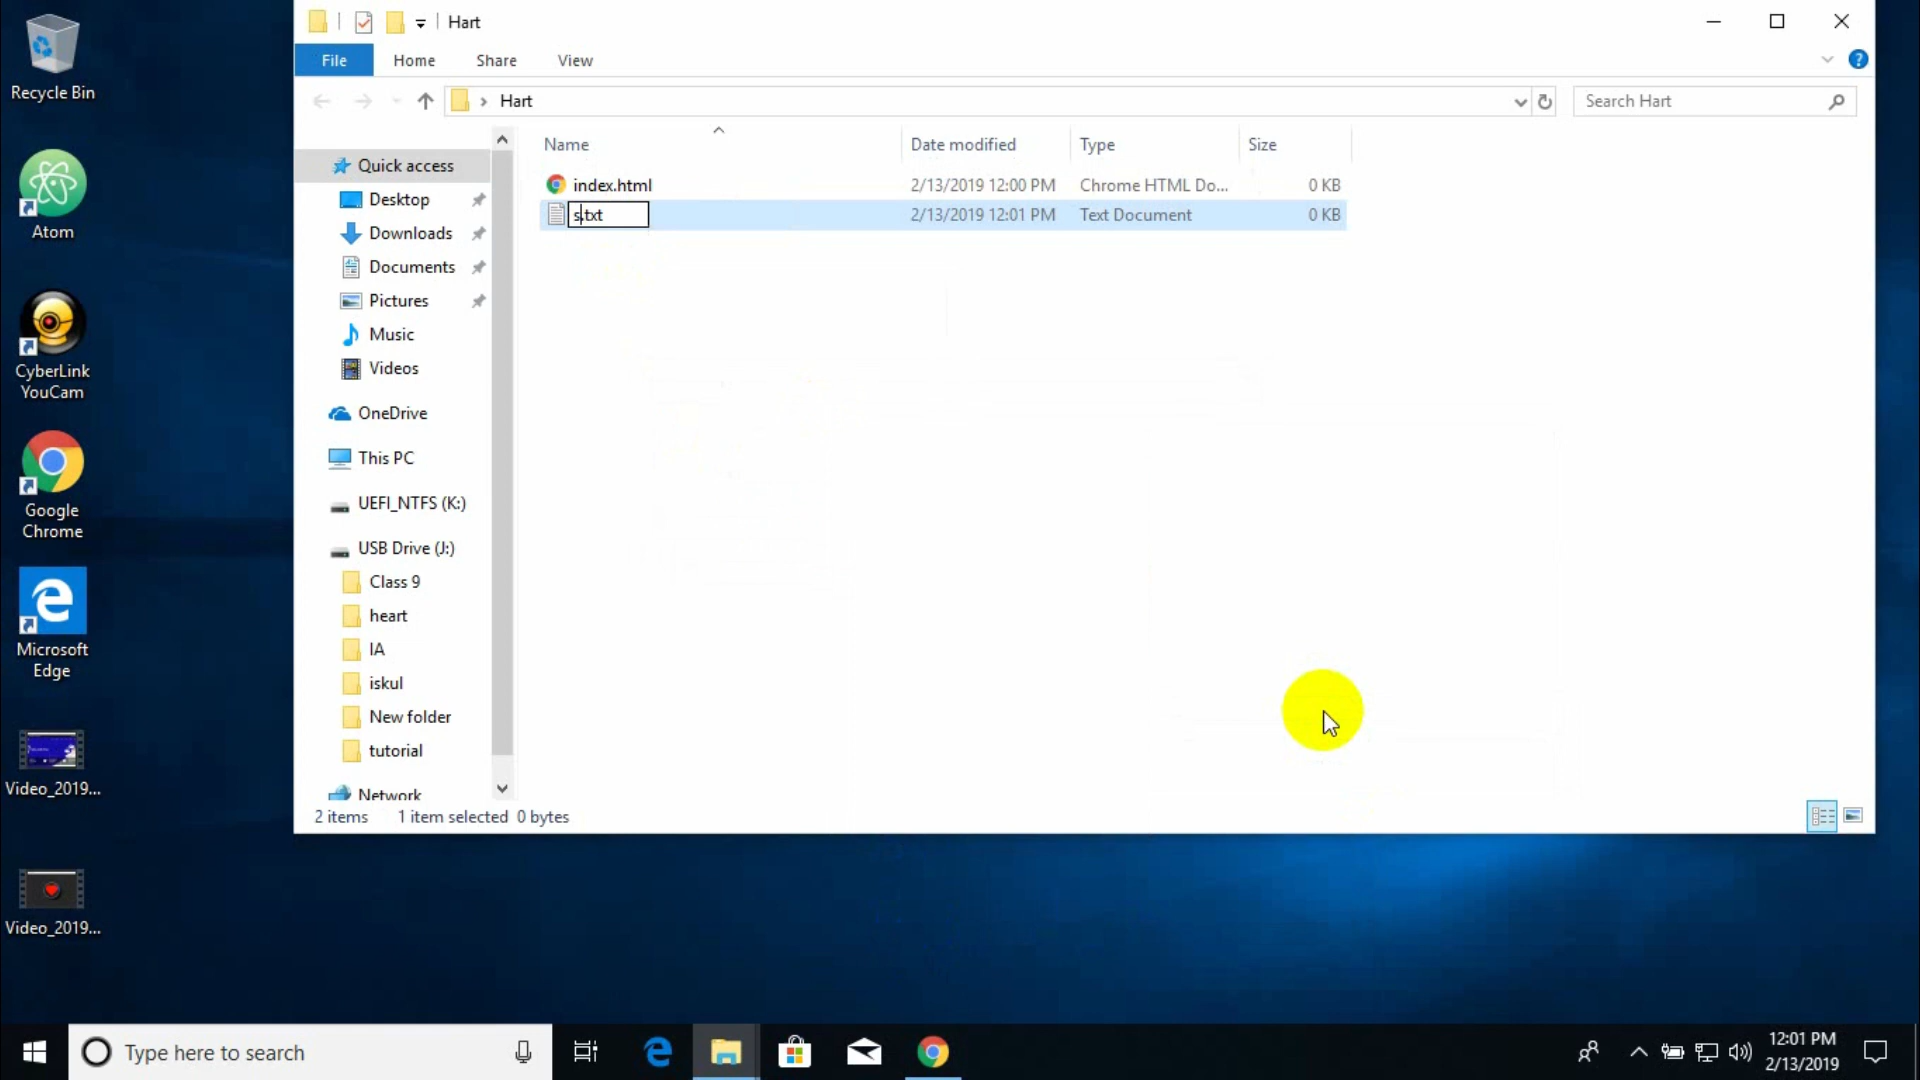 Hart
File Home Share View
Hart
Search Hart
Name Date modified Type Size
index.html 2/13/2019 12:00 PM Chrome HTML Do... 0 KB
s.txt 2/13/2019 12:01 PM Text Document 0 KB
Quick access
Desktop
Downloads
Documents
Pictures
Music
Videos
OneDrive
This PC
UEFI_NTFS (K:)
USB Drive (J:)
Class 9
heart
IA
iskul
New folder
tutorial
Network
2 items 1 item selected 0 bytes
Recycle Bin
Atom
CyberLink
YouCam
Google
Chrome
Microsoft
Edge
Video_2019...
Video_2019...
Type here to search
12:01 PM
2/13/2019